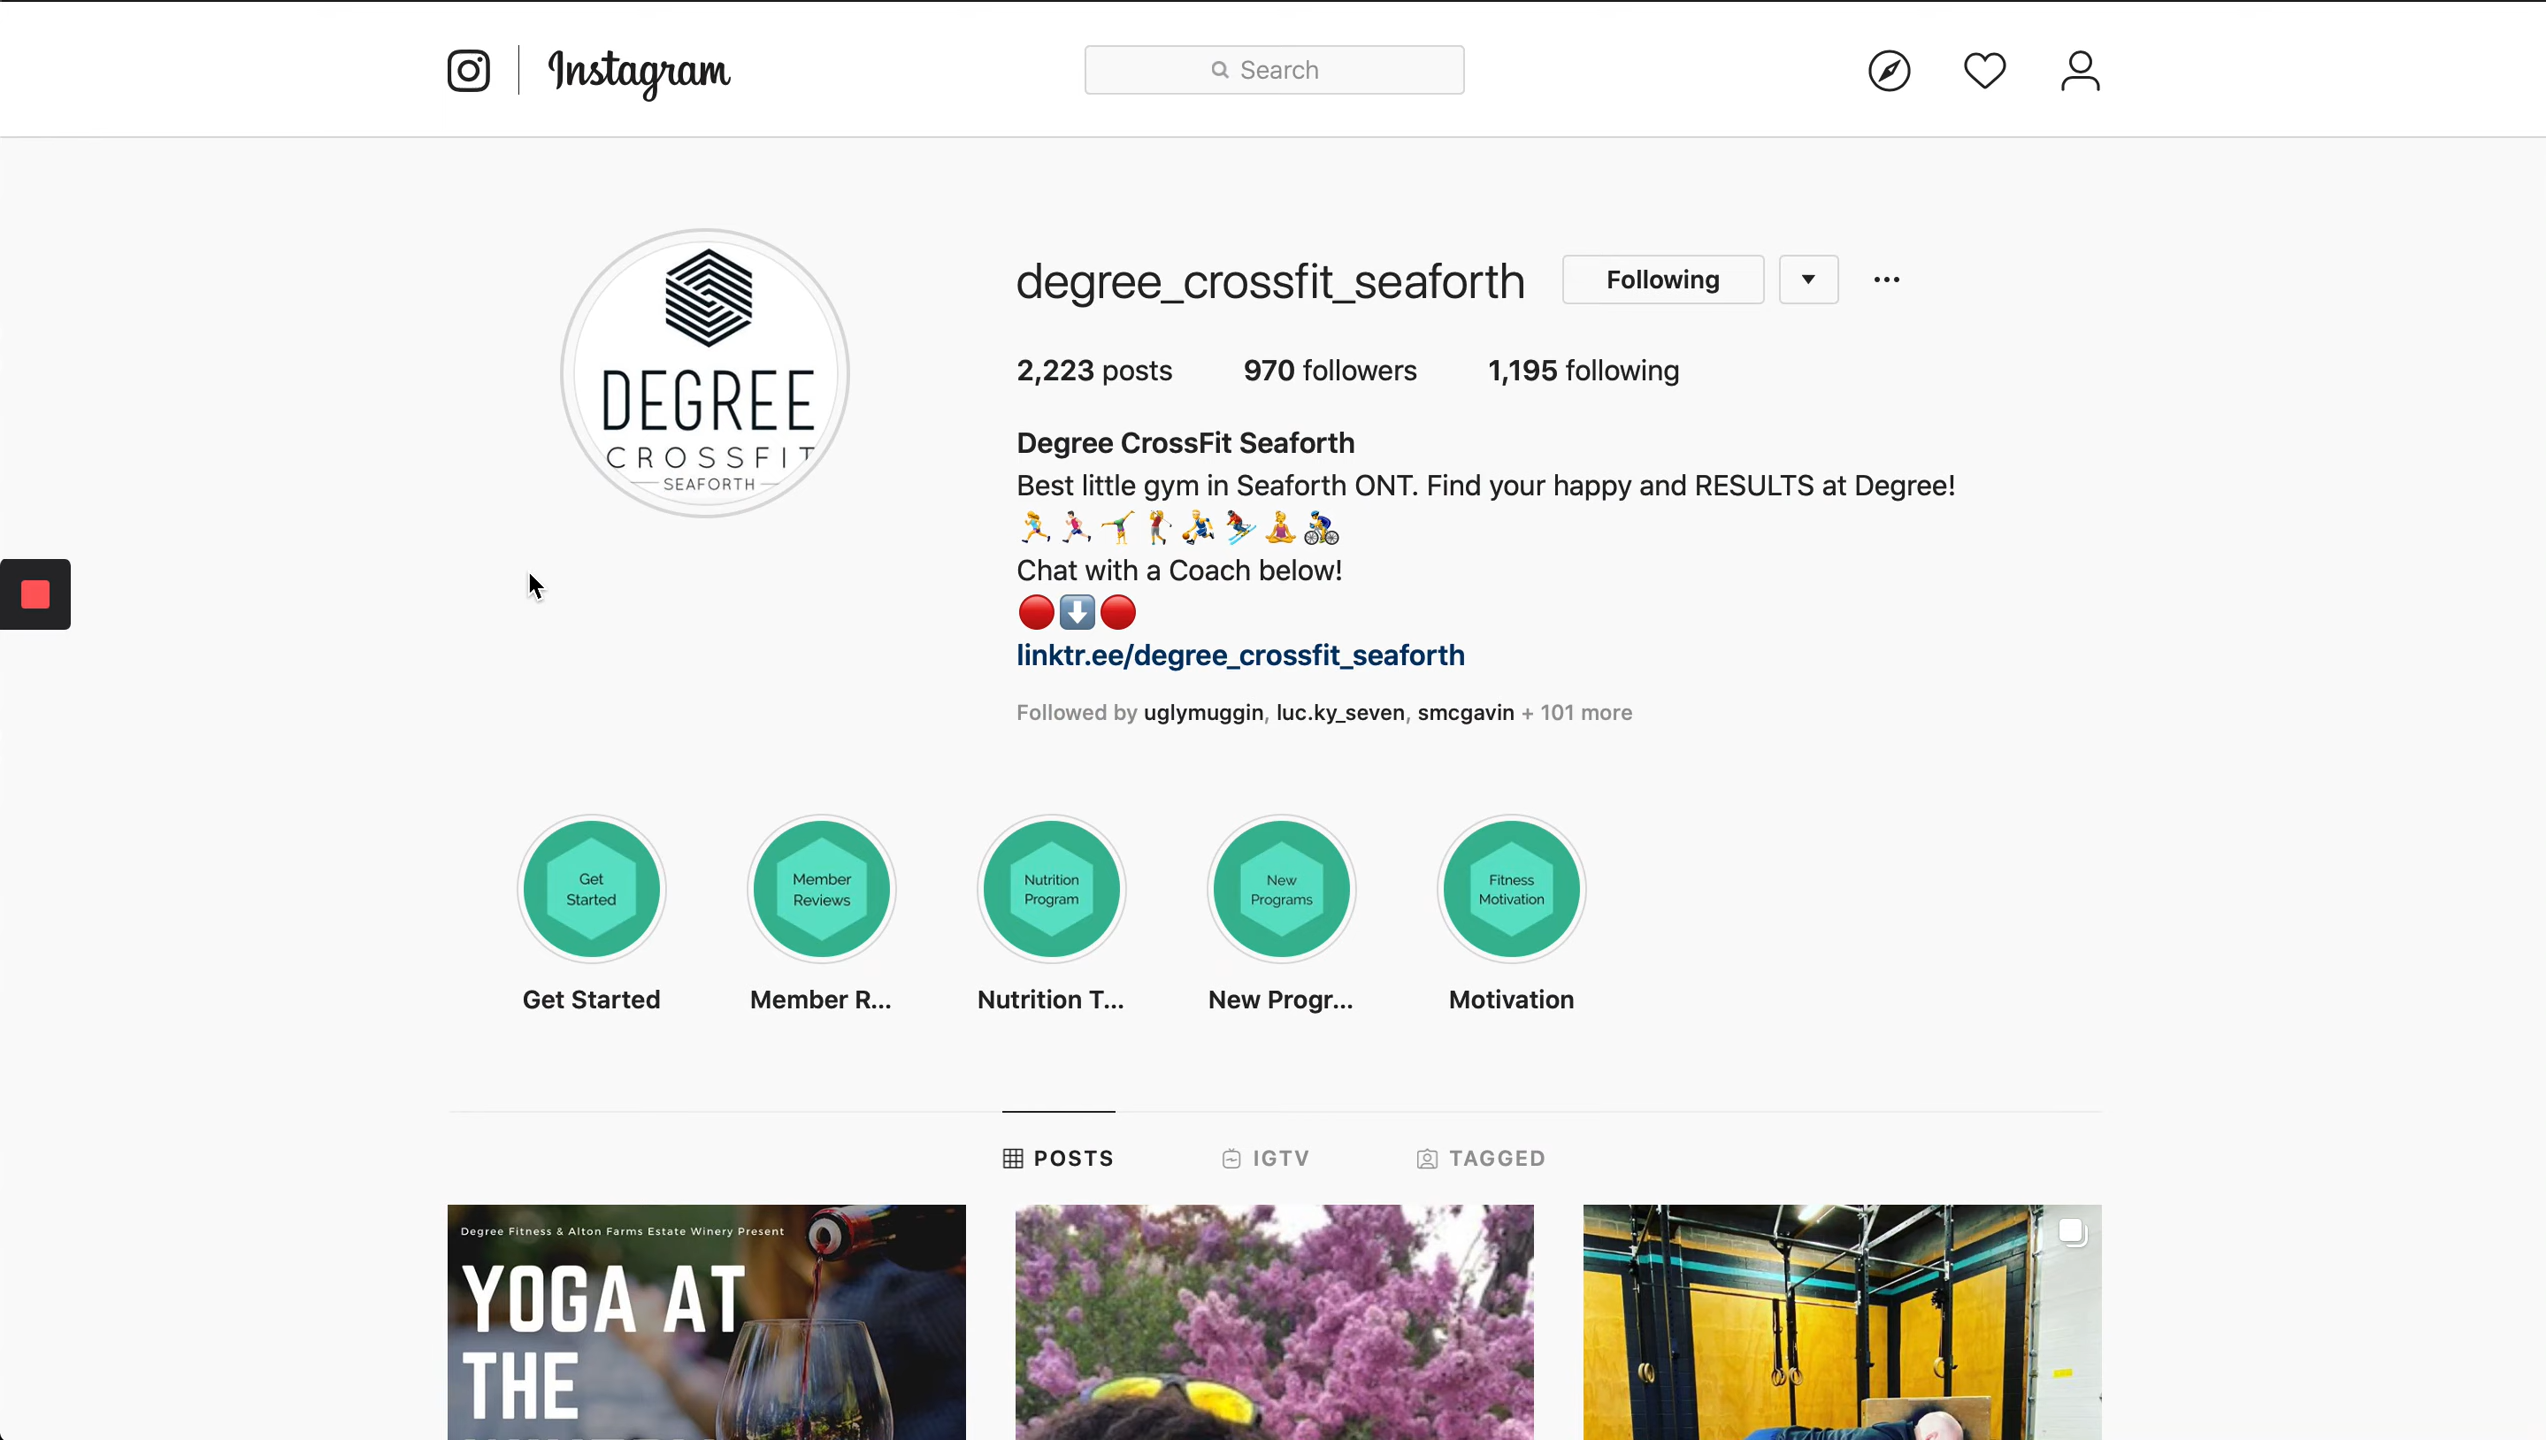 Instagram
Search
degree_crossfit_seaforth
Following
2,223 posts 970 followers 1,195 following
DEGREE
CROSSFIT
SEAFORTH
Degree CrossFit Seaforth
Best little gym in Seaforth ONT. Find your happy and RESULTS at Degree!
Chat with a Coach below!
linktr.ee/degree_crossfit_seaforth
Followed by uglymuggin, luc.ky_seven, smcgavin + 101 more
Get
Started
Member
Reviews
Nutrition
Program
New
Programs
Fitness
Motivation
Get Started
Member R...
Nutrition T...
New Progr...
Motivation
POSTS
IGTV
TAGGED
Degree Fitness & Alton Farms Estate Winery Present
YOGA AT
THE